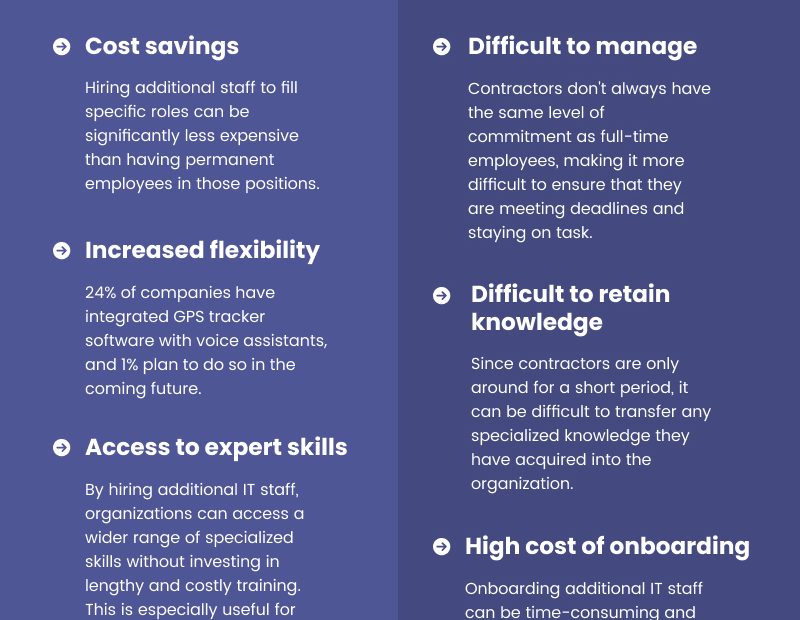 Cost savings
Hiring additional staff to fill
specific roles can be
significantly less expensive
than having permanent
employees in those positions.
Increased flexibility
24% of companies have
integrated GPS tracker
software with voice assistants,
and 1% plan to do so in the
coming future.
Access to expert skills
By hiring additional IT staff,
organizations can access a
wider range of specialized
skills without investing in
lengthy and costly training.
This is especially useful for
Difficult to manage
Contractors don't always have
the same level of
commitment as full-time
employees, making it more
difficult to ensure that they
are meeting deadlines and
staying on task.
Difficult to retain
knowledge
Since contractors are only
around for a short period, it
can be difficult to transfer any
specialized knowledge they
have acquired into the
organization.
High cost of onboarding
Onboarding additional IT staff
can be time-consuming and